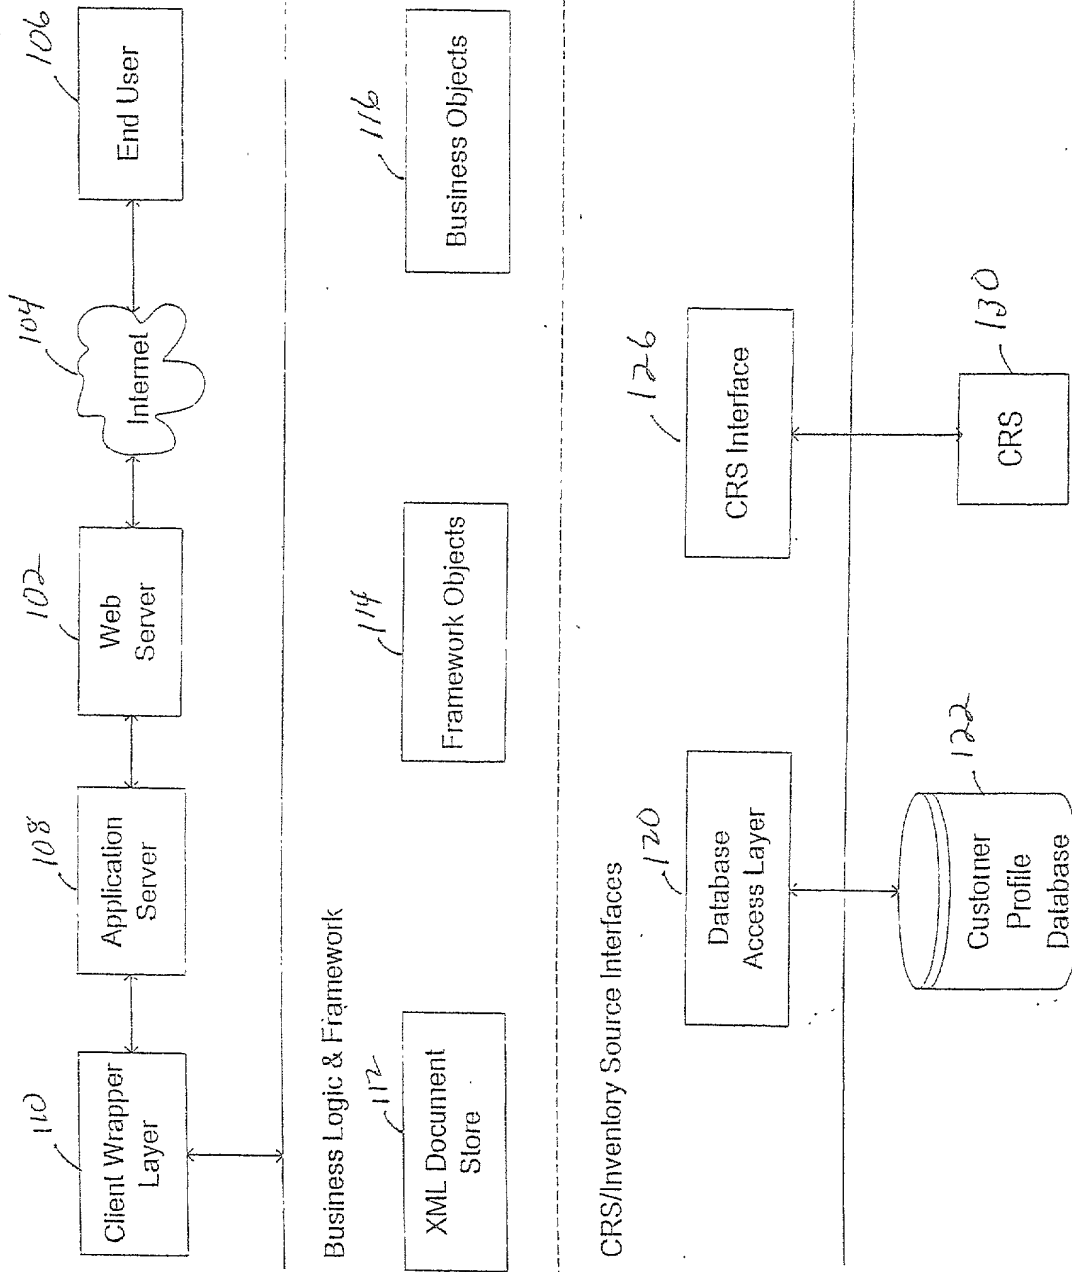 110
108
102
104
106
Client Wrapper
Layer
Application
Server
Web
Server
Internet
End User
Business Logic & Framework
112
114
116
XML Document
Store
Framework Objects
Business Objects
CRS/Inventory Source Interfaces
120
126
Database
Access Layer
CRS Interface
122
130
Customer
Profile
Database
CRS